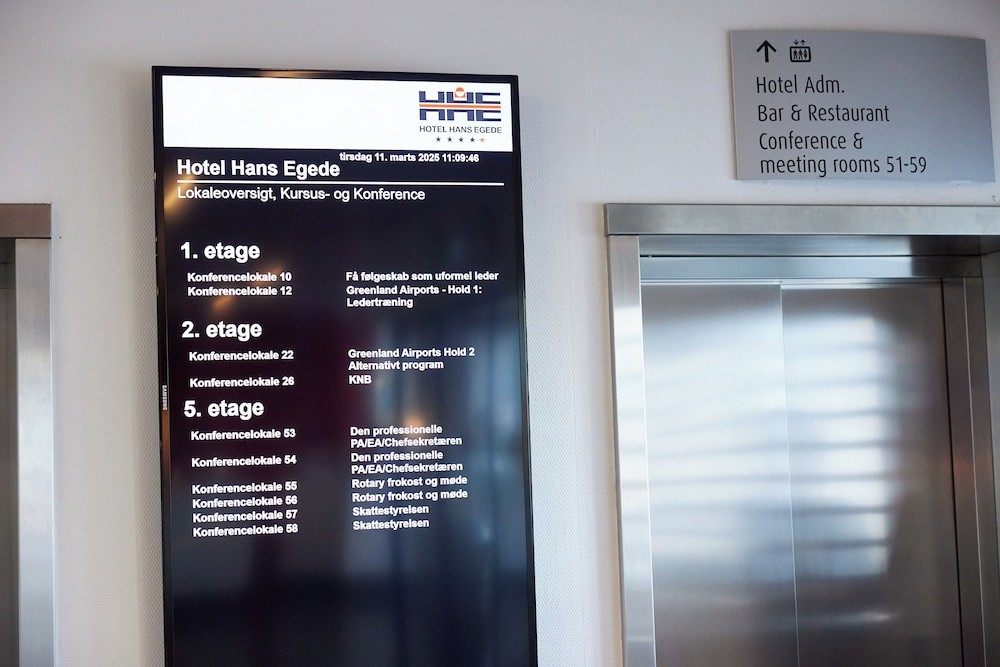 HHE
HOTEL HANS EGEDE
tirsdag 11. marts 2025 11:09:46
Hotel Hans Egede
Lokaleoversigt, Kursus- og Konference
1. etage
Konferencelokale 10 Få følgeskab som uformel leder
Konferencelokale 12 Greenland Airports - Hold 1:
Ledertræning
2. etage
Konferencelokale 22 Greenland Airports Hold 2
Alternativt program
Konferencelokale 26 KNB
5. etage
Konferencelokale 53 Den professionelle
PA/EA/Chefsekretæren
Konferencelokale 54 Den professionelle
PA/EA/Chefsekretæren
Konferencelokale 55 Rotary frokost og møde
Konferencelokale 56 Rotary frokost og møde
Konferencelokale 57 Skattestyrelsen
Konferencelokale 58 Skattestyrelsen
SAMSUNG
Hotel Adm.
Bar & Restaurant
Conference &
meeting rooms 51-59